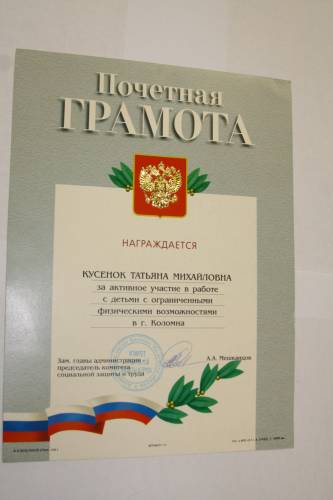 Почетная
ГРАМОТА
НАГРАЖДАЕТСЯ
КУСЕНОК ТАТЬЯНА МИХАЙЛОВНА
за активное участие в работе
с детьми с ограниченными
физическими возможностями
в г. Коломна
Зам. главы администрации
председатель комитета
социальной защиты и труда
А.А. Мешканцов